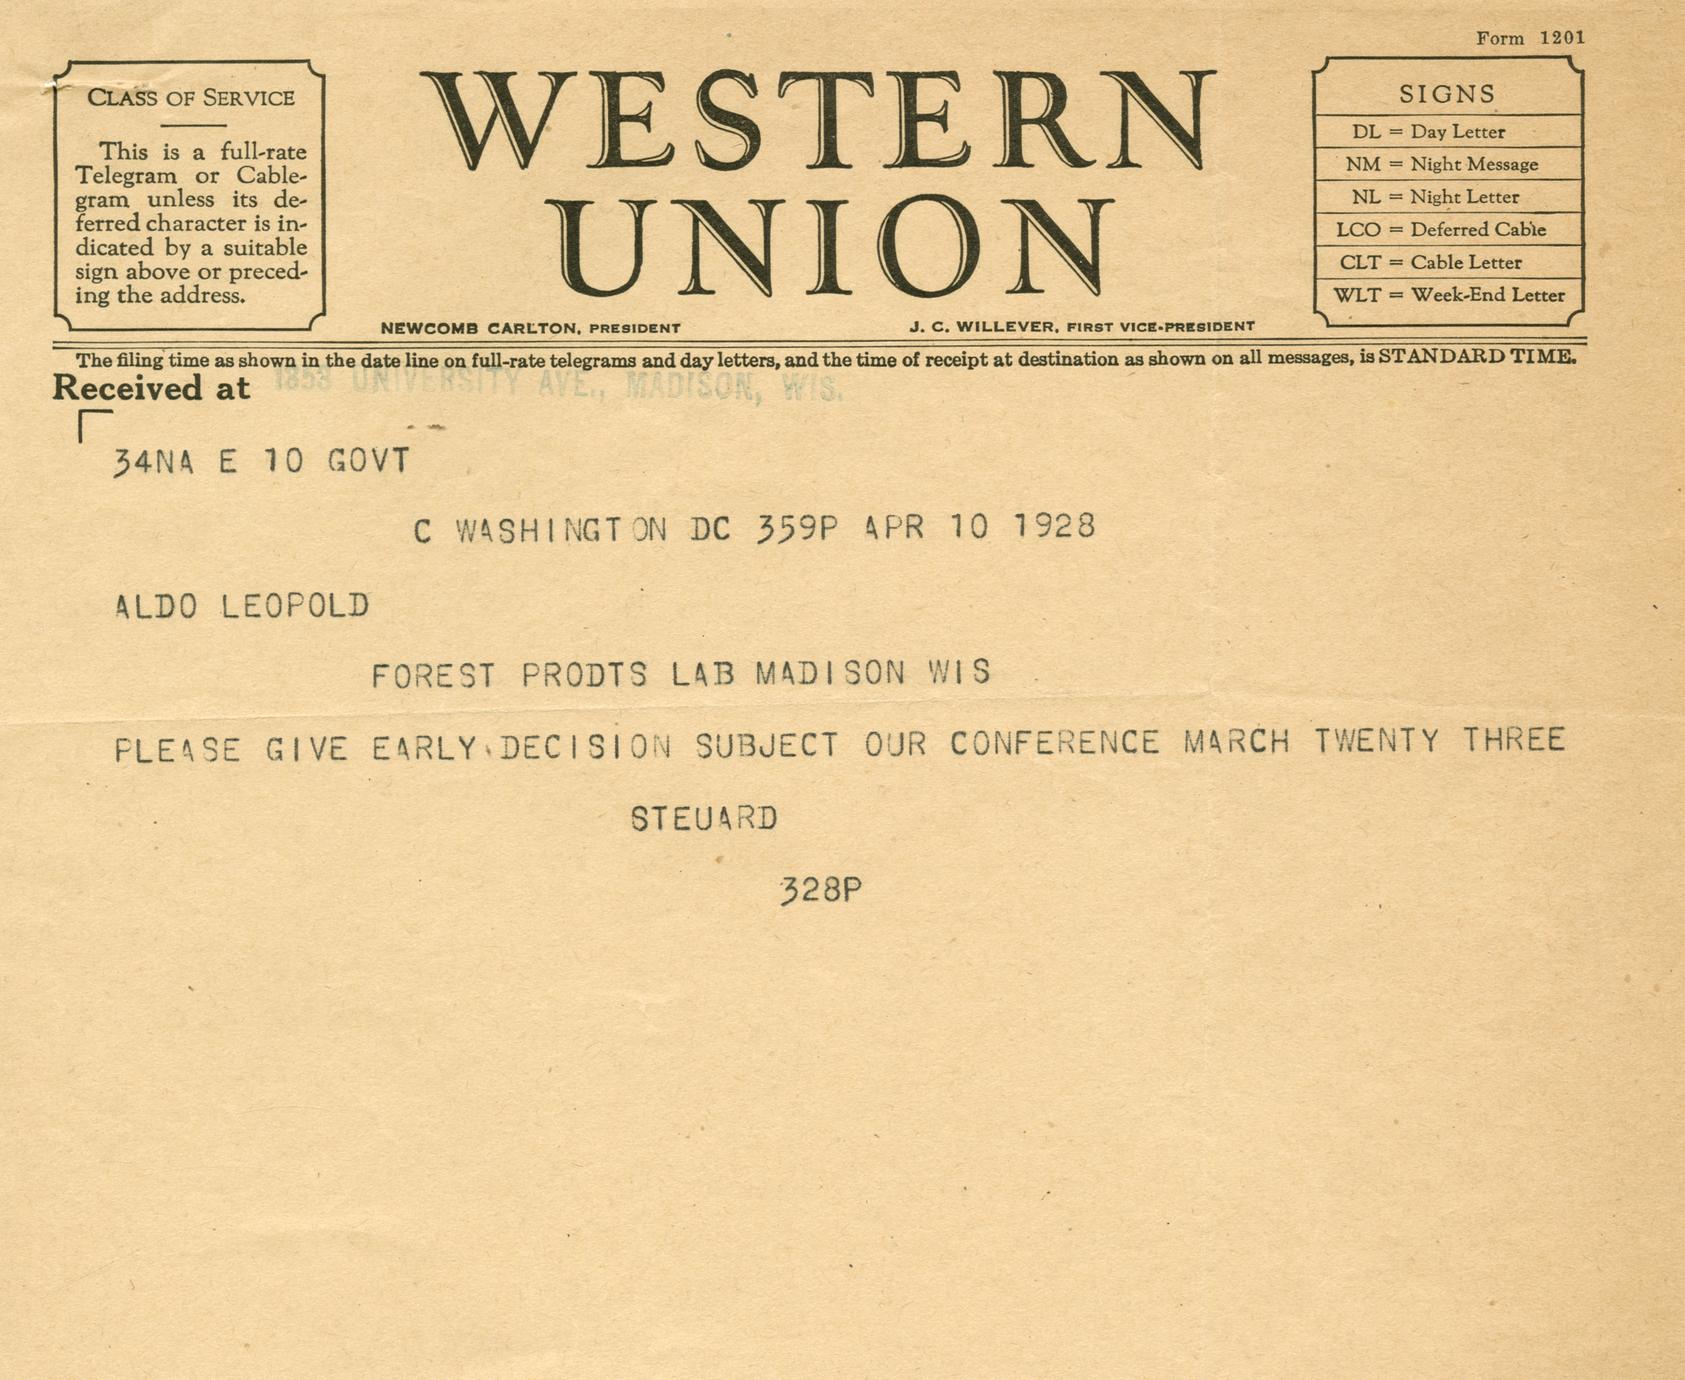 Form 1201
CLASS OF SERVICE
This is a full-rate
Telegram or Cable-
gram unless its de-
ferred character is in-
dicated by a suitable
sign above or preced-
ing the address.
WESTERN
UNION
NEWCOMB CARLTON, PRESIDENT
J. C. WILLEVER, FIRST VICE-PRESIDENT
SIGNS
DL = Day Letter
NM = Night Message
NL = Night Letter
LCO = Deferred Cable
CLT = Cable Letter
WLT = Week-End Letter
The filing time as shown in the date line on full-rate telegrams and day letters, and the time of receipt at destination as shown on all messages, is STANDARD TIME.
Received at 1853 UNIVERSITY AVE., MADISON, WIS.
34NA E 10 GOVT
C WASHINGTON DC 359P APR 10 1928
ALDO LEOPOLD
FOREST PRODTS LAB MADISON WIS
PLEASE GIVE EARLY DECISION SUBJECT OUR CONFERENCE MARCH TWENTY THREE
STEUARD
328P